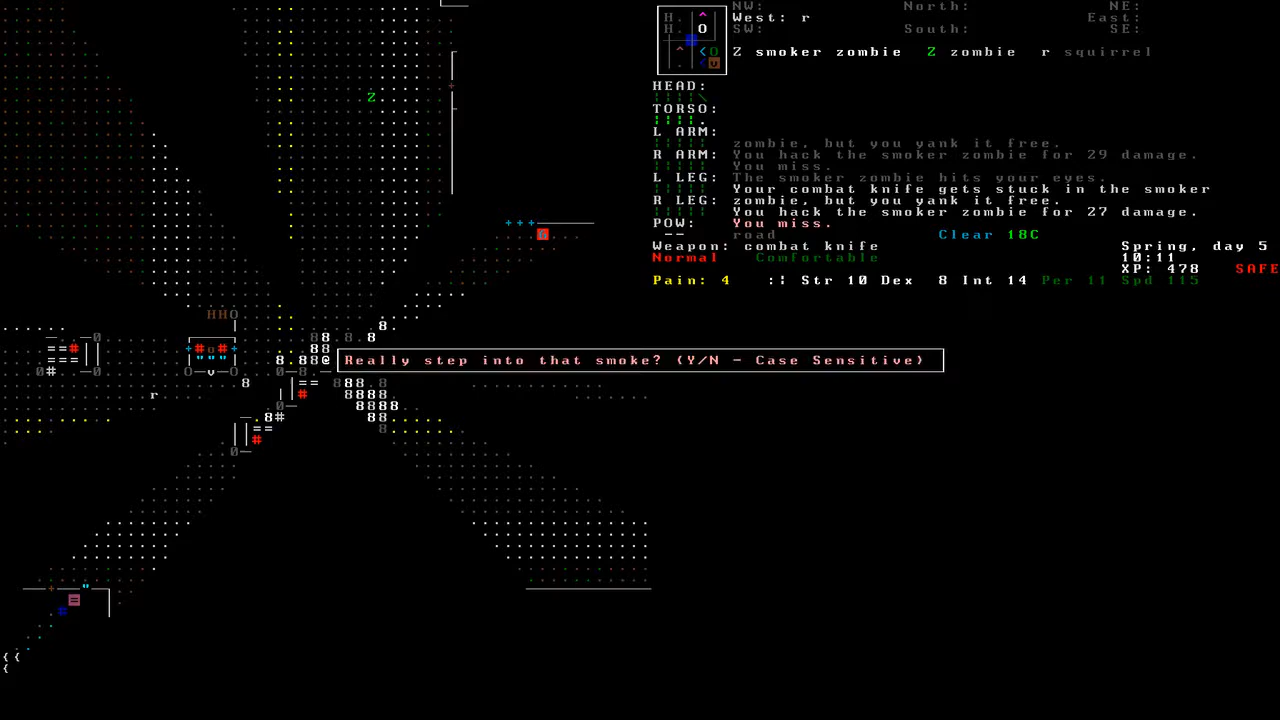 NW: North: NE:
West: r East:
SW: South: SE:
Z smoker zombie Z zombie r squirrel
HEAD:
TORSO:
L ARM:
zombie, but you yank it free.
R ARM: You hack the smoker zombie for 29 damage.
You miss.
L LEG: The smoker zombie hits your eyes.
Your combat knife gets stuck in the smoker
R LEG: zombie, but you yank it free.
You hack the smoker zombie for 27 damage.
POW: You miss.
-- road Clear 18C
Weapon: combat knife Spring, day 5
Normal Comfortable 10:11
XP: 478 SAFE
Pain: 4 :| Str 10 Dex 8 Int 14 Per 11 Spd 115
Really step into that smoke? (Y/N - Case Sensitive)